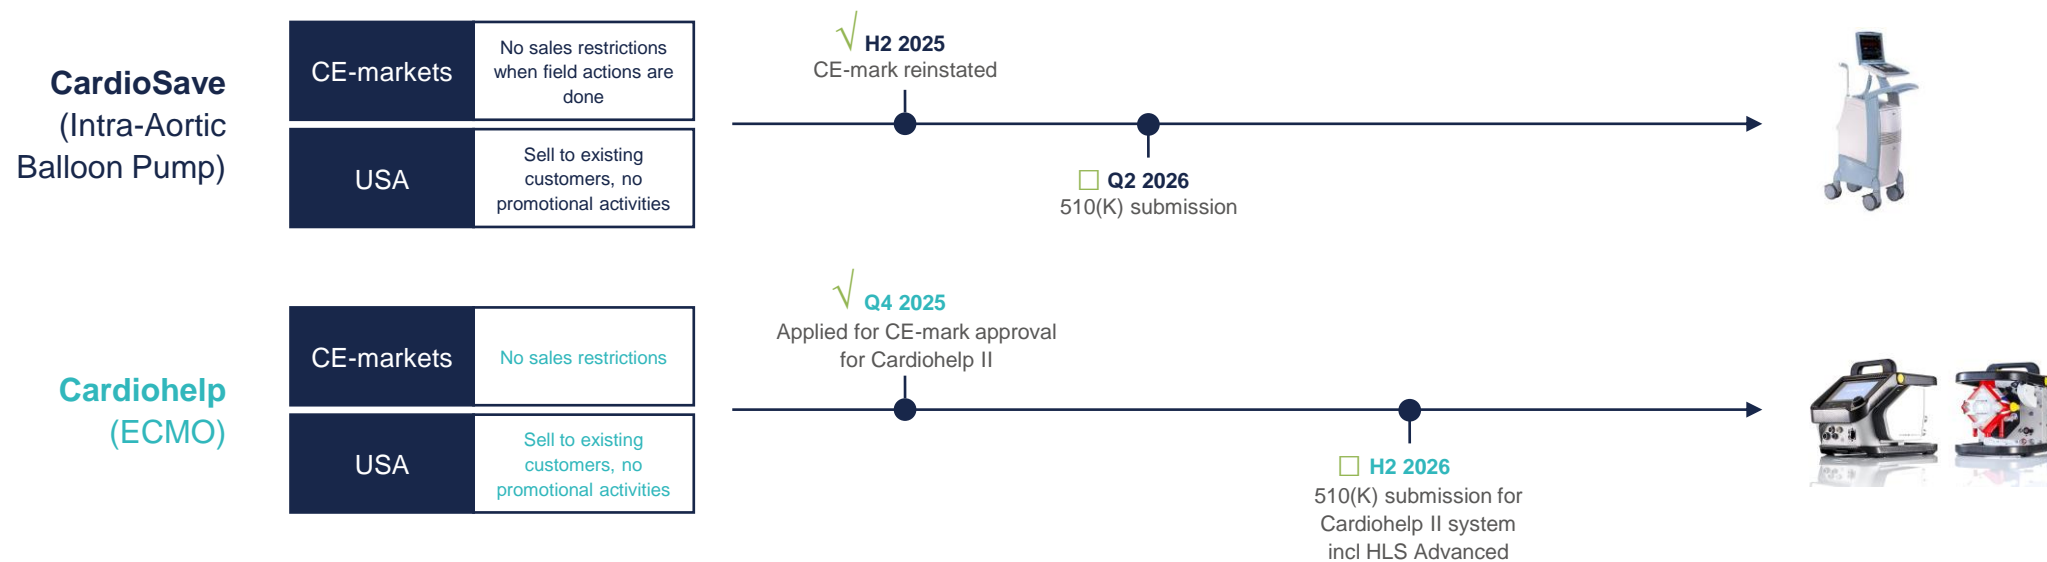 CardioSave
(Intra-Aortic
Balloon Pump)
CE-markets
No sales restrictions
when field actions are
done
USA
Sell to existing
customers, no
promotional activities
√ H2 2025
CE-mark reinstated
☐ Q2 2026
510(K) submission
Cardiohelp
(ECMO)
CE-markets
No sales restrictions
USA
Sell to existing
customers, no
promotional activities
√ Q4 2025
Applied for CE-mark approval
for Cardiohelp II
☐ H2 2026
510(K) submission for
Cardiohelp II system
incl HLS Advanced